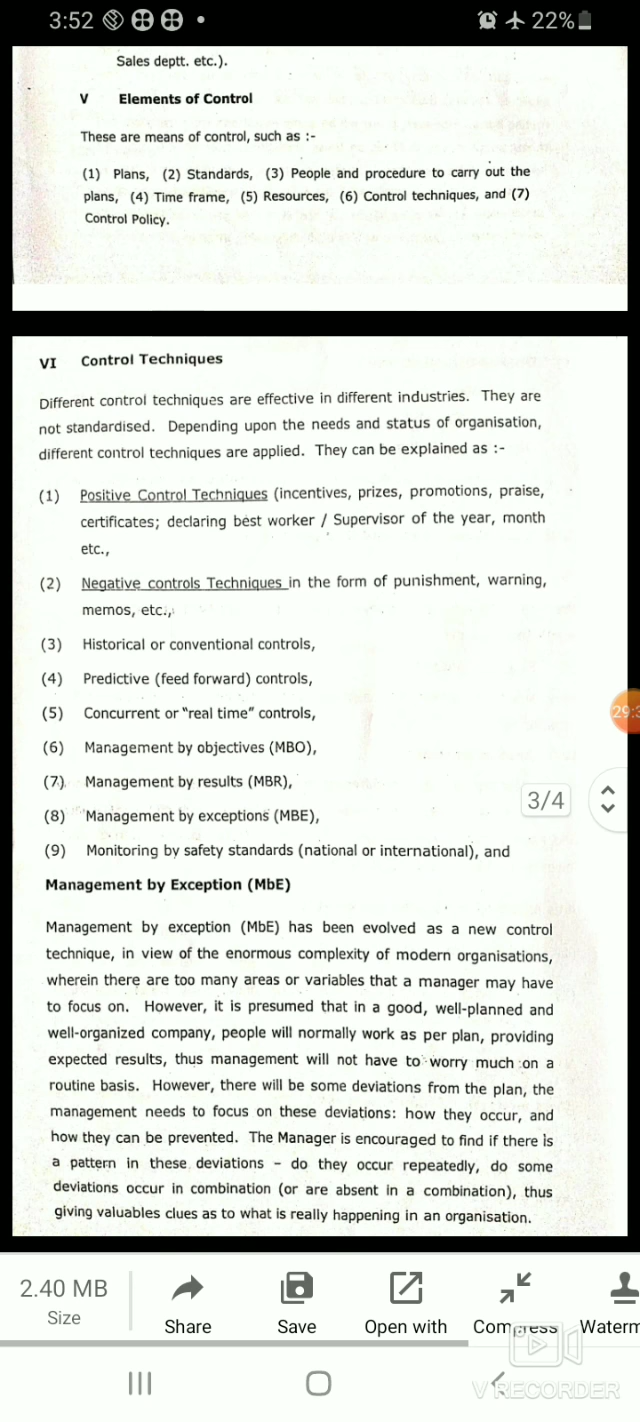 3:52
22%
Sales deptt. etc.).
V Elements of Control
These are means of control, such as :-
(1) Plans, (2) Standards, (3) People and procedure to carry out the
plans, (4) Time frame, (5) Resources, (6) Control techniques, and (7)
Control Policy.
VI Control Techniques
Different control techniques are effective in different industries. They are
not standardised. Depending upon the needs and status of organisation,
different control techniques are applied. They can be explained as :-
(1) Positive Control Techniques (incentives, prizes, promotions, praise,
certificates; declaring best worker / Supervisor of the year, month
etc.,
(2) Negative controls Techniques in the form of punishment, warning,
memos, etc.,
(3) Historical or conventional controls,
(4) Predictive (feed forward) controls,
(5) Concurrent or "real time" controls,
29:3
(6) Management by objectives (MBO),
(7) Management by results (MBR),
3/4
(8) Management by exceptions (MBE),
(9) Monitoring by safety standards (national or international), and
Management by Exception (MbE)
Management by exception (MbE) has been evolved as a new control
technique, in view of the enormous complexity of modern organisations,
wherein there are too many areas or variables that a manager may have
to focus on. However, it is presumed that in a good, well-planned and
well-organized company, people will normally work as per plan, providing
expected results, thus management will not have to worry much on a
routine basis. However, there will be some deviations from the plan, the
management needs to focus on these deviations: how they occur, and
how they can be prevented. The Manager is encouraged to find if there is
a pattern in these deviations – do they occur repeatedly, do some
deviations occur in combination (or are absent in a combination), thus
giving valuables clues as to what is really happening in an organisation.
2.40 MB
Size
Share Save Open with Compress Waterm
VRECORDER